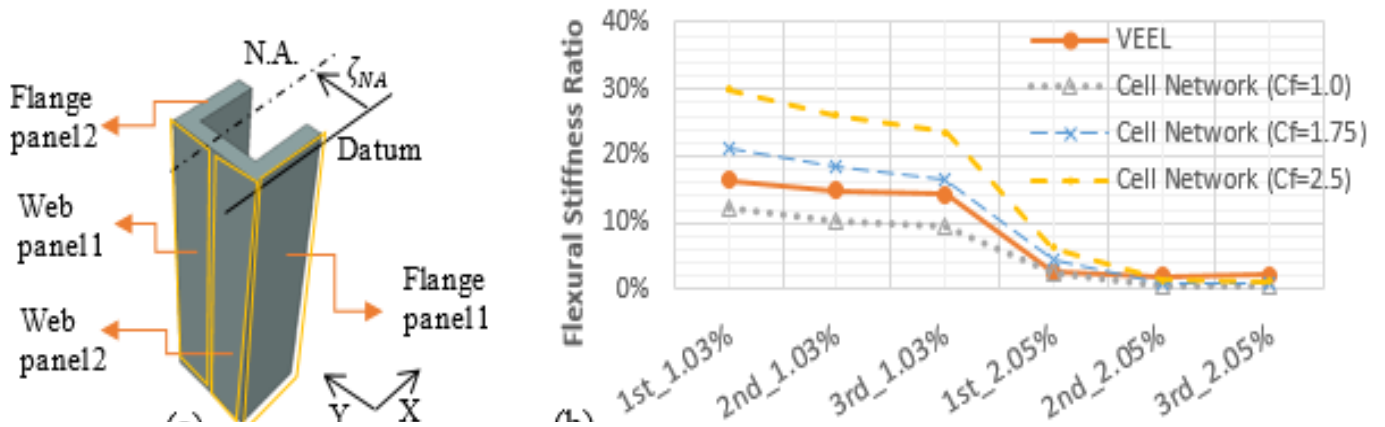 N.A.
ζNA
Flange
panel2
Datum
Web
panel1
Flange
panel1
Web
panel2
Y
X
(a)
Flexural Stiffness Ratio
40%
30%
20%
10%
0%
VEEL
Cell Network (Cf=1.0)
Cell Network (Cf=1.75)
Cell Network (Cf=2.5)
1st_1.03%
2nd_1.03%
3rd_1.03%
1st_2.05%
2nd_2.05%
3rd_2.05%
(b)